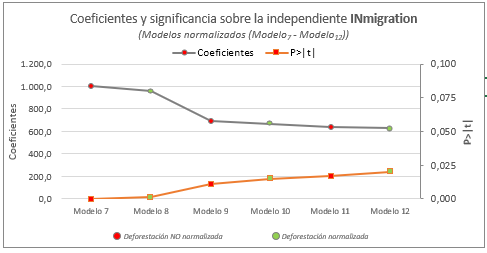 Coeficientes y significancia sobre la independiente INmigration
(Modelos normalizados (Modelo7 - Modelo12))
Coeficientes P>|t|
1.200,0
1.000,0
800,0
600,0
400,0
200,0
0,0
Coeficientes
0,100
0,075
0,050
0,025
0,000
P>|t|
Modelo 7 Modelo 8 Modelo 9 Modelo 10 Modelo 11 Modelo 12
Deforestación NO normalizada Deforestación normalizada